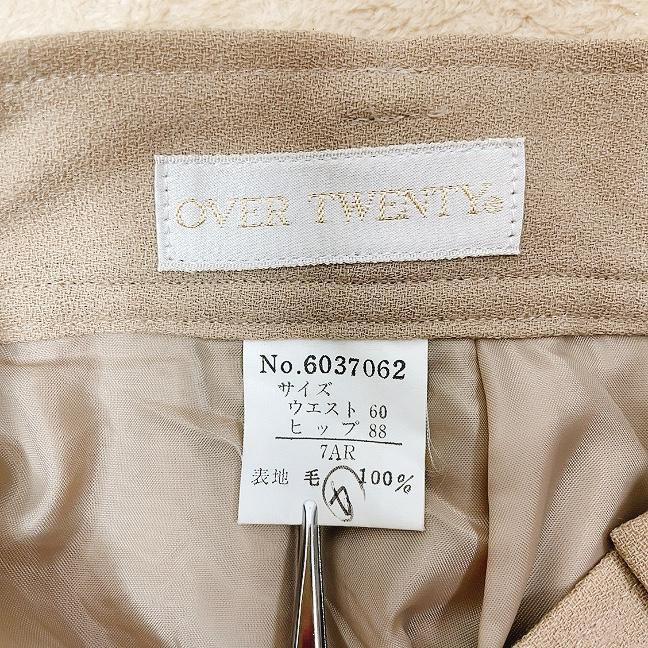 OVER TWENTY®
No.6037062
サイズ
ウエスト 60
ヒップ 88
7AR
表地 毛 100%